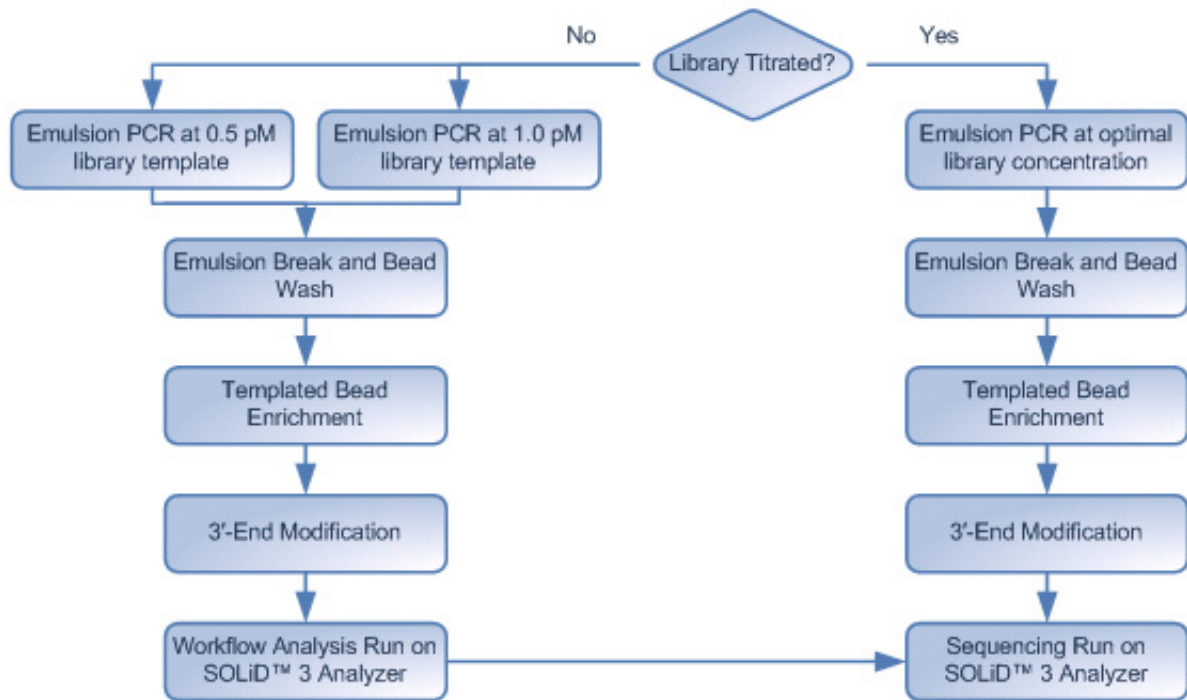 No
Library Titrated?
Yes
Emulsion PCR at 0.5 pM
library template
Emulsion PCR at 1.0 pM
library template
Emulsion PCR at optimal
library concentration
Emulsion Break and Bead
Wash
Emulsion Break and Bead
Wash
Templated Bead
Enrichment
Templated Bead
Enrichment
3′-End Modification
3′-End Modification
Workflow Analysis Run on
SOLiD™ 3 Analyzer
Sequencing Run on
SOLiD™ 3 Analyzer